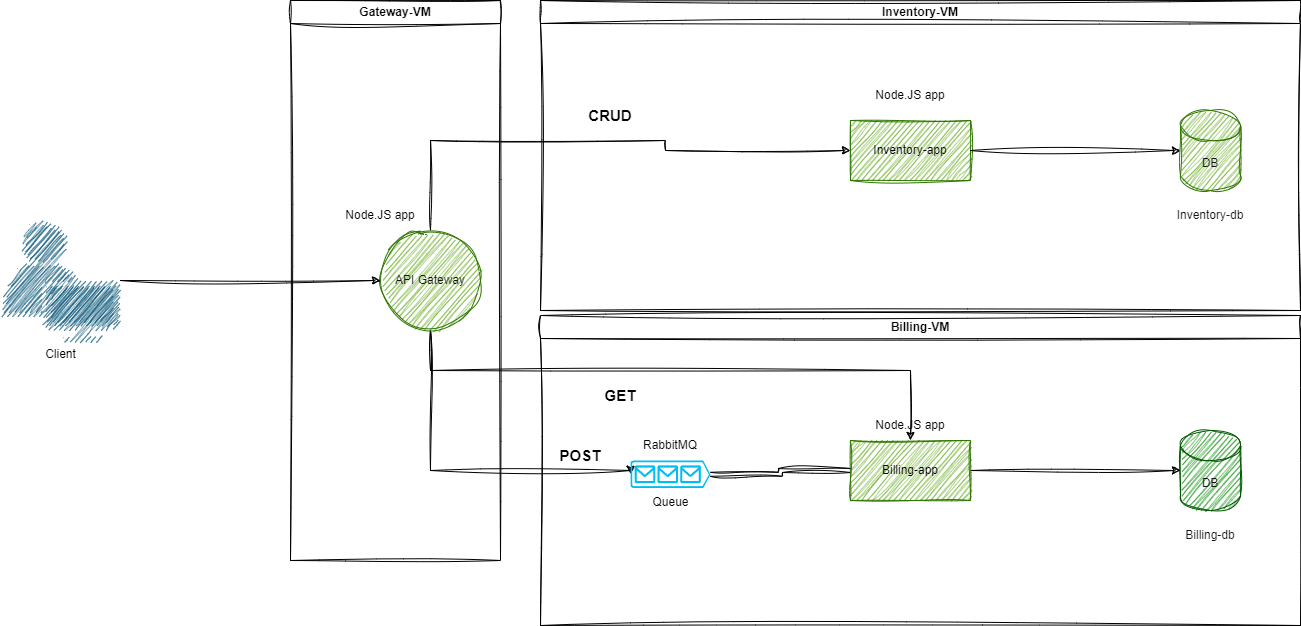 Gateway-VM
Inventory-VM
Node.JS app
CRUD
Inventory-app
DB
Inventory-db
Node.JS app
API Gateway
Client
Billing-VM
GET
Node.JS app
RabbitMQ
POST
Billing-app
DB
Queue
Billing-db